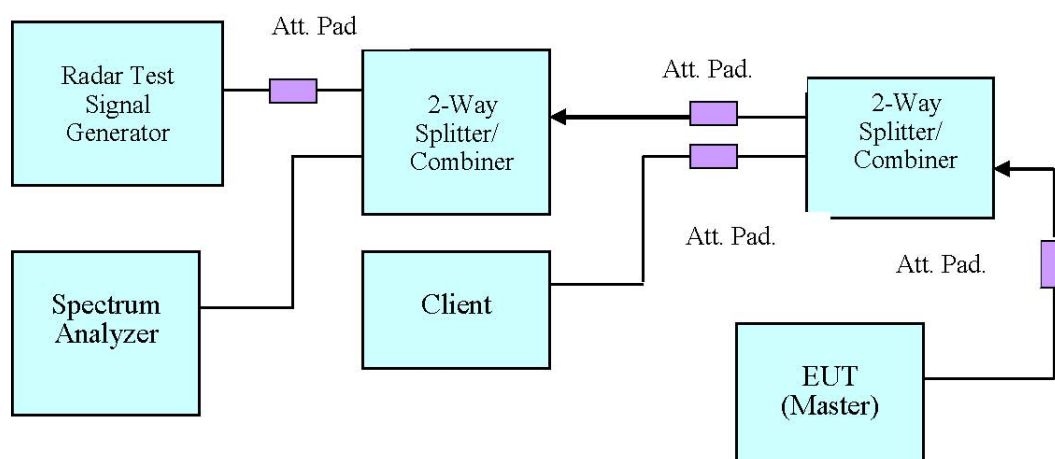 Att. Pad
Radar Test
Signal
Generator
2-Way
Splitter/
Combiner
Att. Pad.
2-Way
Splitter/
Combiner
Att. Pad.
Att. Pad.
Spectrum
Analyzer
Client
EUT
(Master)